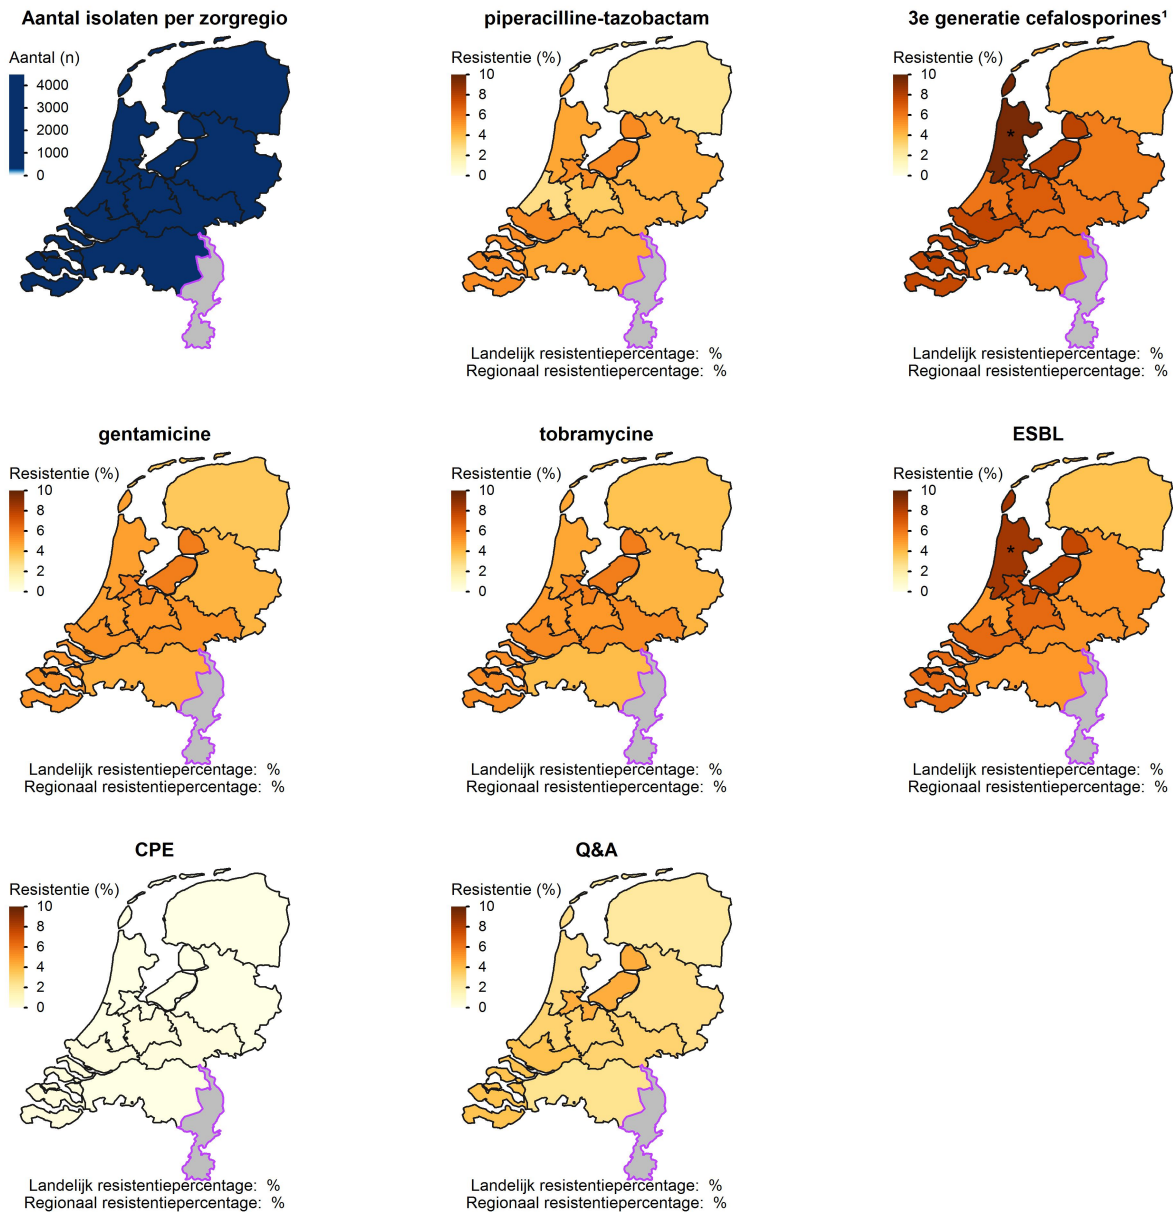 Aantal isolaten per zorgregio
Aantal (n)
4000
3000
2000
1000
0
piperacilline-tazobactam
Resistentie (%)
10
8
6
4
2
0
Landelijk resistentiepercentage: %
Regionaal resistentiepercentage: %
3e generatie cefalosporines¹
Resistentie (%)
10
8
6
4
2
0
*
Landelijk resistentiepercentage: %
Regionaal resistentiepercentage: %
gentamicine
Resistentie (%)
10
8
6
4
2
0
Landelijk resistentiepercentage: %
Regionaal resistentiepercentage: %
tobramycine
Resistentie (%)
10
8
6
4
2
0
Landelijk resistentiepercentage: %
Regionaal resistentiepercentage: %
ESBL
Resistentie (%)
10
8
6
4
2
0
*
Landelijk resistentiepercentage: %
Regionaal resistentiepercentage: %
CPE
Resistentie (%)
10
8
6
4
2
0
Landelijk resistentiepercentage: %
Regionaal resistentiepercentage: %
Q&A
Resistentie (%)
10
8
6
4
2
0
Landelijk resistentiepercentage: %
Regionaal resistentiepercentage: %